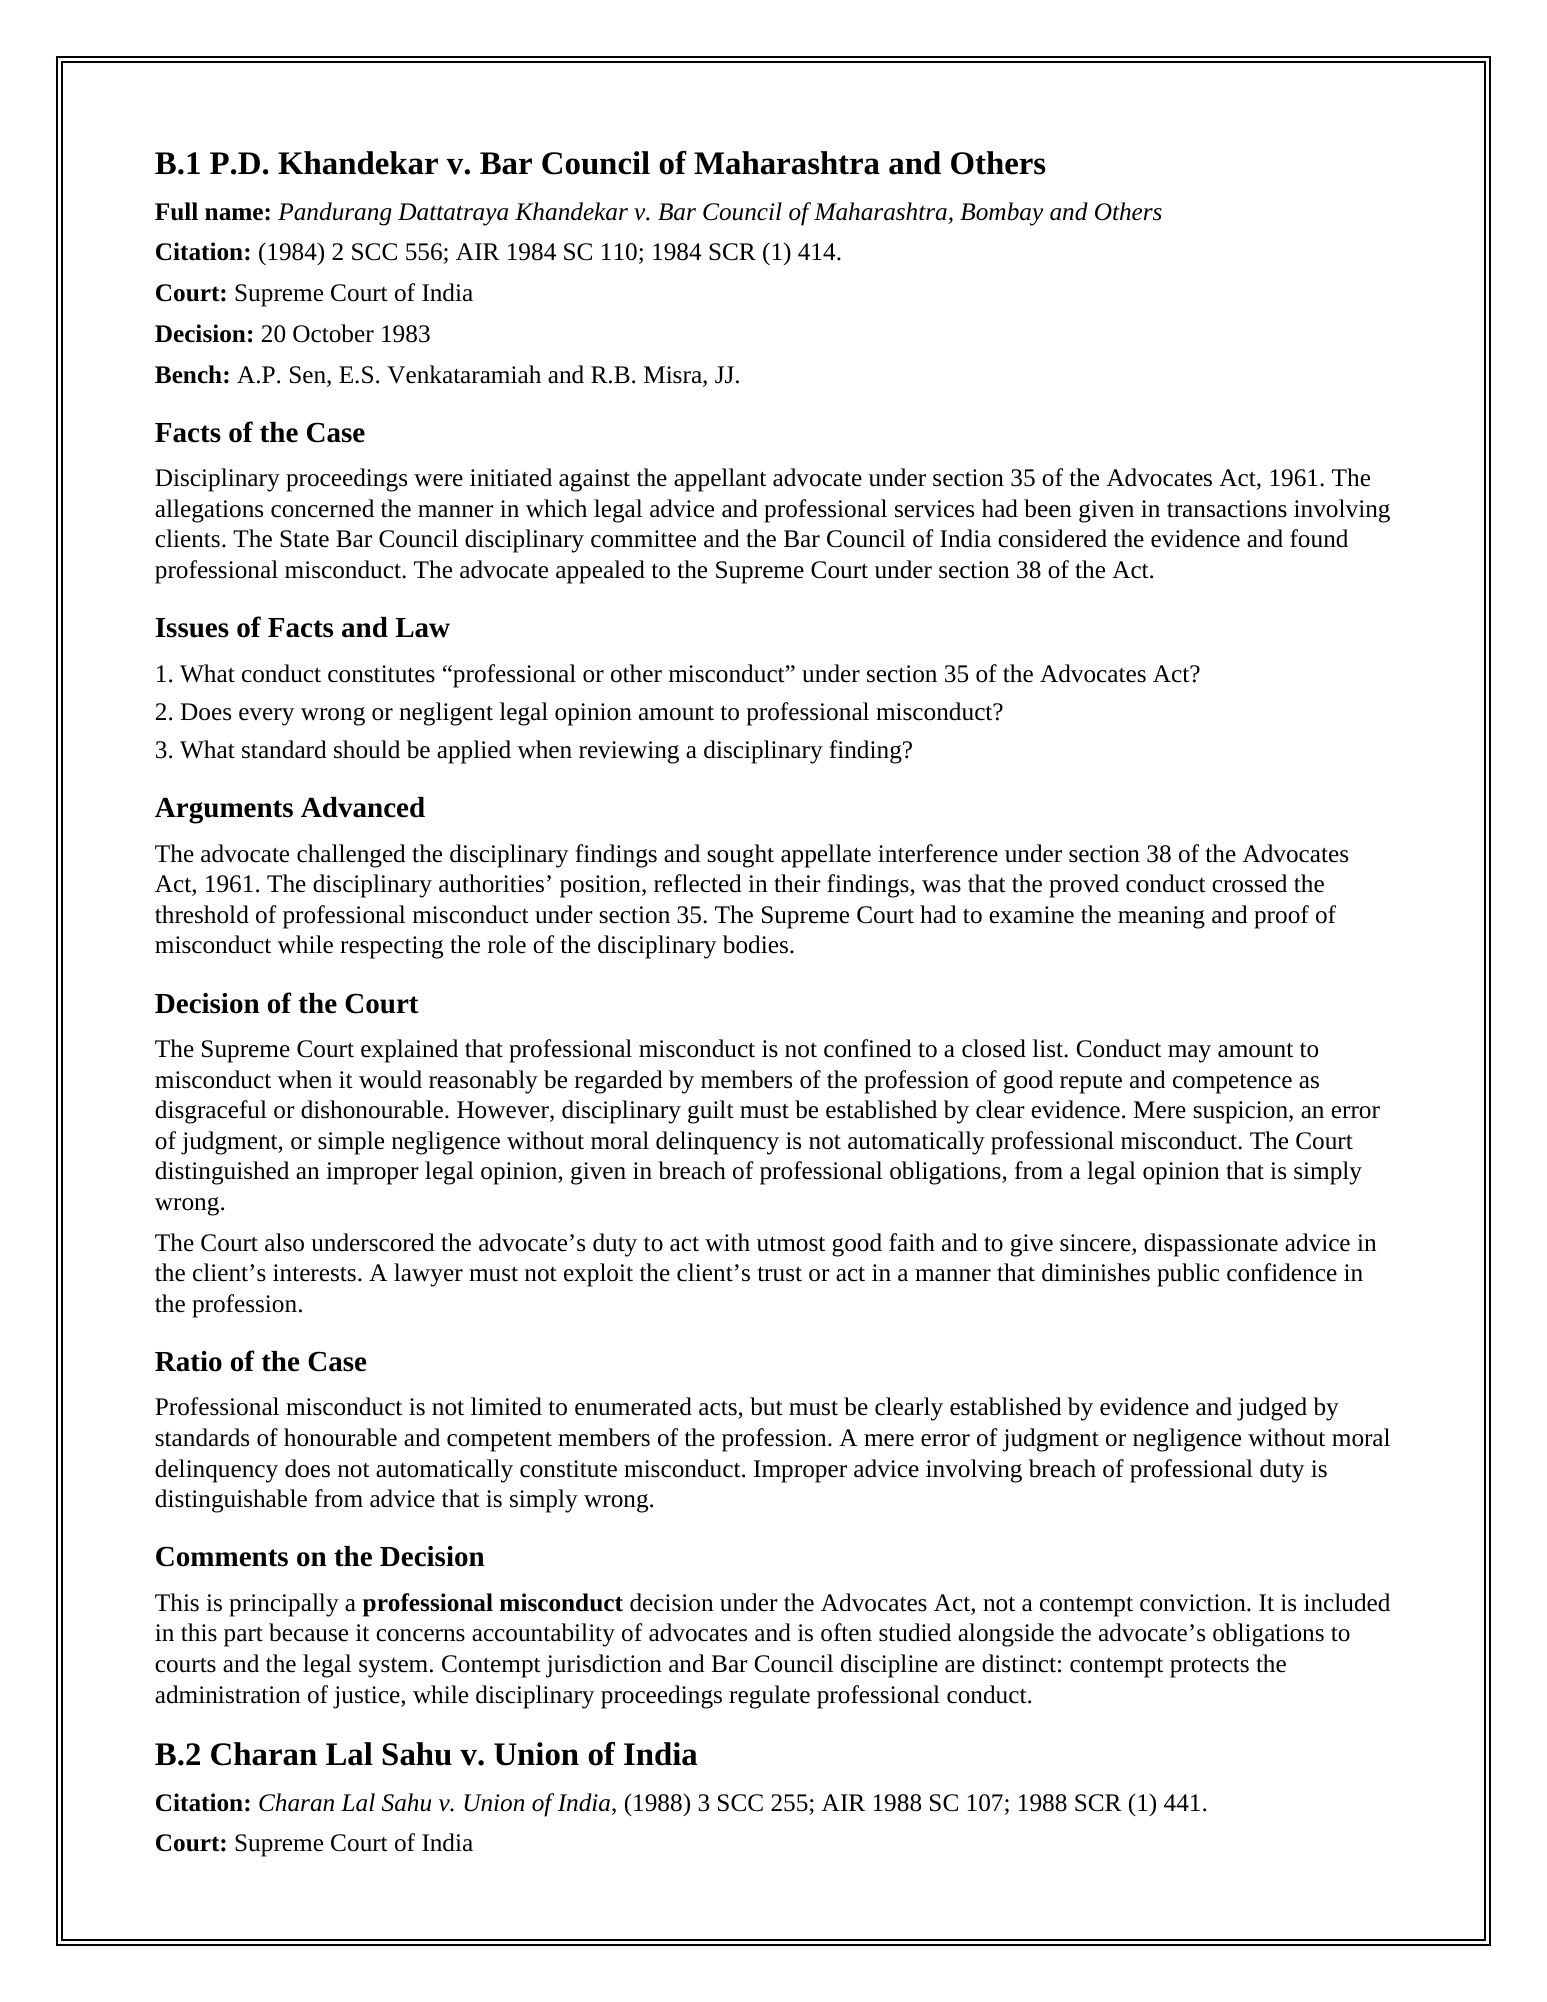 B.1 P.D. Khandekar v. Bar Council of Maharashtra and Others
Full name: Pandurang Dattatraya Khandekar v. Bar Council of Maharashtra, Bombay and Others
Citation: (1984) 2 SCC 556; AIR 1984 SC 110; 1984 SCR (1) 414.
Court: Supreme Court of India
Decision: 20 October 1983
Bench: A.P. Sen, E.S. Venkataramiah and R.B. Misra, JJ.
Facts of the Case
Disciplinary proceedings were initiated against the appellant advocate under section 35 of the Advocates Act, 1961. The
allegations concerned the manner in which legal advice and professional services had been given in transactions involving
clients. The State Bar Council disciplinary committee and the Bar Council of India considered the evidence and found
professional misconduct. The advocate appealed to the Supreme Court under section 38 of the Act.
Issues of Facts and Law
1. What conduct constitutes “professional or other misconduct” under section 35 of the Advocates Act?
2. Does every wrong or negligent legal opinion amount to professional misconduct?
3. What standard should be applied when reviewing a disciplinary finding?
Arguments Advanced
The advocate challenged the disciplinary findings and sought appellate interference under section 38 of the Advocates
Act, 1961. The disciplinary authorities’ position, reflected in their findings, was that the proved conduct crossed the
threshold of professional misconduct under section 35. The Supreme Court had to examine the meaning and proof of
misconduct while respecting the role of the disciplinary bodies.
Decision of the Court
The Supreme Court explained that professional misconduct is not confined to a closed list. Conduct may amount to
misconduct when it would reasonably be regarded by members of the profession of good repute and competence as
disgraceful or dishonourable. However, disciplinary guilt must be established by clear evidence. Mere suspicion, an error
of judgment, or simple negligence without moral delinquency is not automatically professional misconduct. The Court
distinguished an improper legal opinion, given in breach of professional obligations, from a legal opinion that is simply
wrong.
The Court also underscored the advocate’s duty to act with utmost good faith and to give sincere, dispassionate advice in
the client’s interests. A lawyer must not exploit the client’s trust or act in a manner that diminishes public confidence in
the profession.
Ratio of the Case
Professional misconduct is not limited to enumerated acts, but must be clearly established by evidence and judged by
standards of honourable and competent members of the profession. A mere error of judgment or negligence without moral
delinquency does not automatically constitute misconduct. Improper advice involving breach of professional duty is
distinguishable from advice that is simply wrong.
Comments on the Decision
This is principally a professional misconduct decision under the Advocates Act, not a contempt conviction. It is included
in this part because it concerns accountability of advocates and is often studied alongside the advocate’s obligations to
courts and the legal system. Contempt jurisdiction and Bar Council discipline are distinct: contempt protects the
administration of justice, while disciplinary proceedings regulate professional conduct.
B.2 Charan Lal Sahu v. Union of India
Citation: Charan Lal Sahu v. Union of India, (1988) 3 SCC 255; AIR 1988 SC 107; 1988 SCR (1) 441.
Court: Supreme Court of India